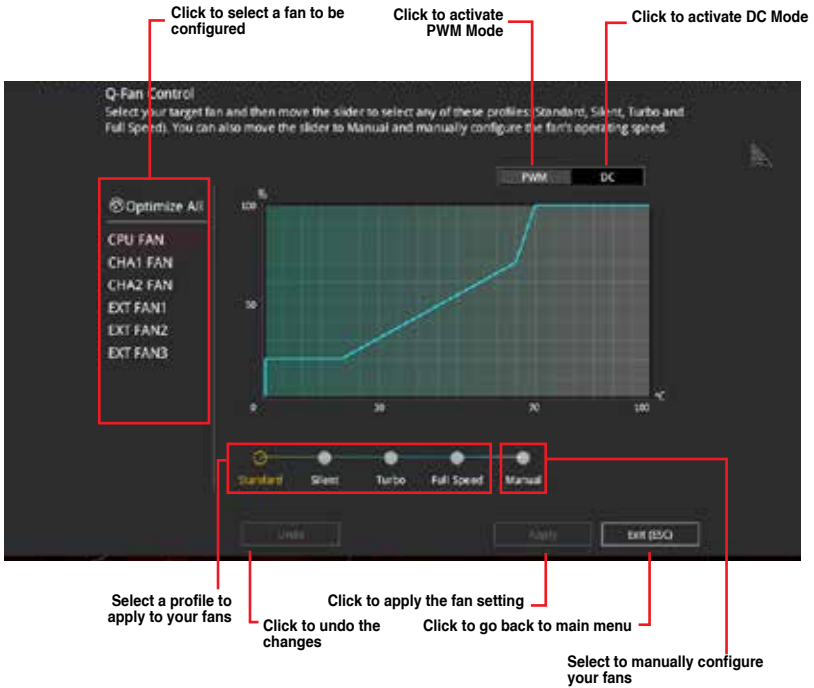 Click to select a fan to be
configured
Click to activate
PWM Mode
Click to activate DC Mode
Q-Fan Control
Select your target fan and then move the slider to select any of these profiles: (Standard, Silent, Turbo and
Full Speed). You can also move the slider to Manual and manually configure the fan's operating speed.
PWM
DC
Optimize All
CPU FAN
CHA1 FAN
CHA2 FAN
EXT FAN1
EXT FAN2
EXT FAN3
%
100
50
0
30
70
100
°C
Standard
Silent
Turbo
Full Speed
Manual
Undo
Apply
Exit (ESC)
Select a profile to
apply to your fans
Click to undo the
changes
Click to apply the fan setting
Click to go back to main menu
Select to manually configure
your fans